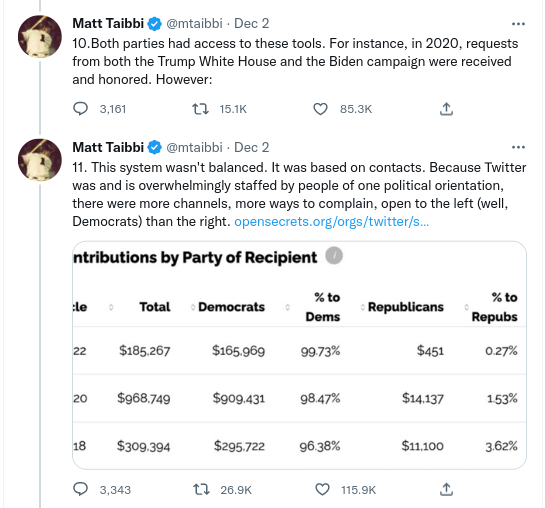 Matt Taibbi @mtaibbi · Dec 2
10.Both parties had access to these tools. For instance, in 2020, requests
from both the Trump White House and the Biden campaign were received
and honored. However:
3,161 15.1K 85.3K
Matt Taibbi @mtaibbi · Dec 2
11. This system wasn't balanced. It was based on contacts. Because Twitter
was and is overwhelmingly staffed by people of one political orientation,
there were more channels, more ways to complain, open to the left (well,
Democrats) than the right. opensecrets.org/orgs/twitter/s...
ntributions by Party of Recipient i
cle Total Democrats % to Dems Republicans % to Repubs
22 $185,267 $165,969 99.73% $451 0.27%
20 $968,749 $909,431 98.47% $14,137 1.53%
18 $309,394 $295,722 96.38% $11,100 3.62%
3,343 26.9K 115.9K